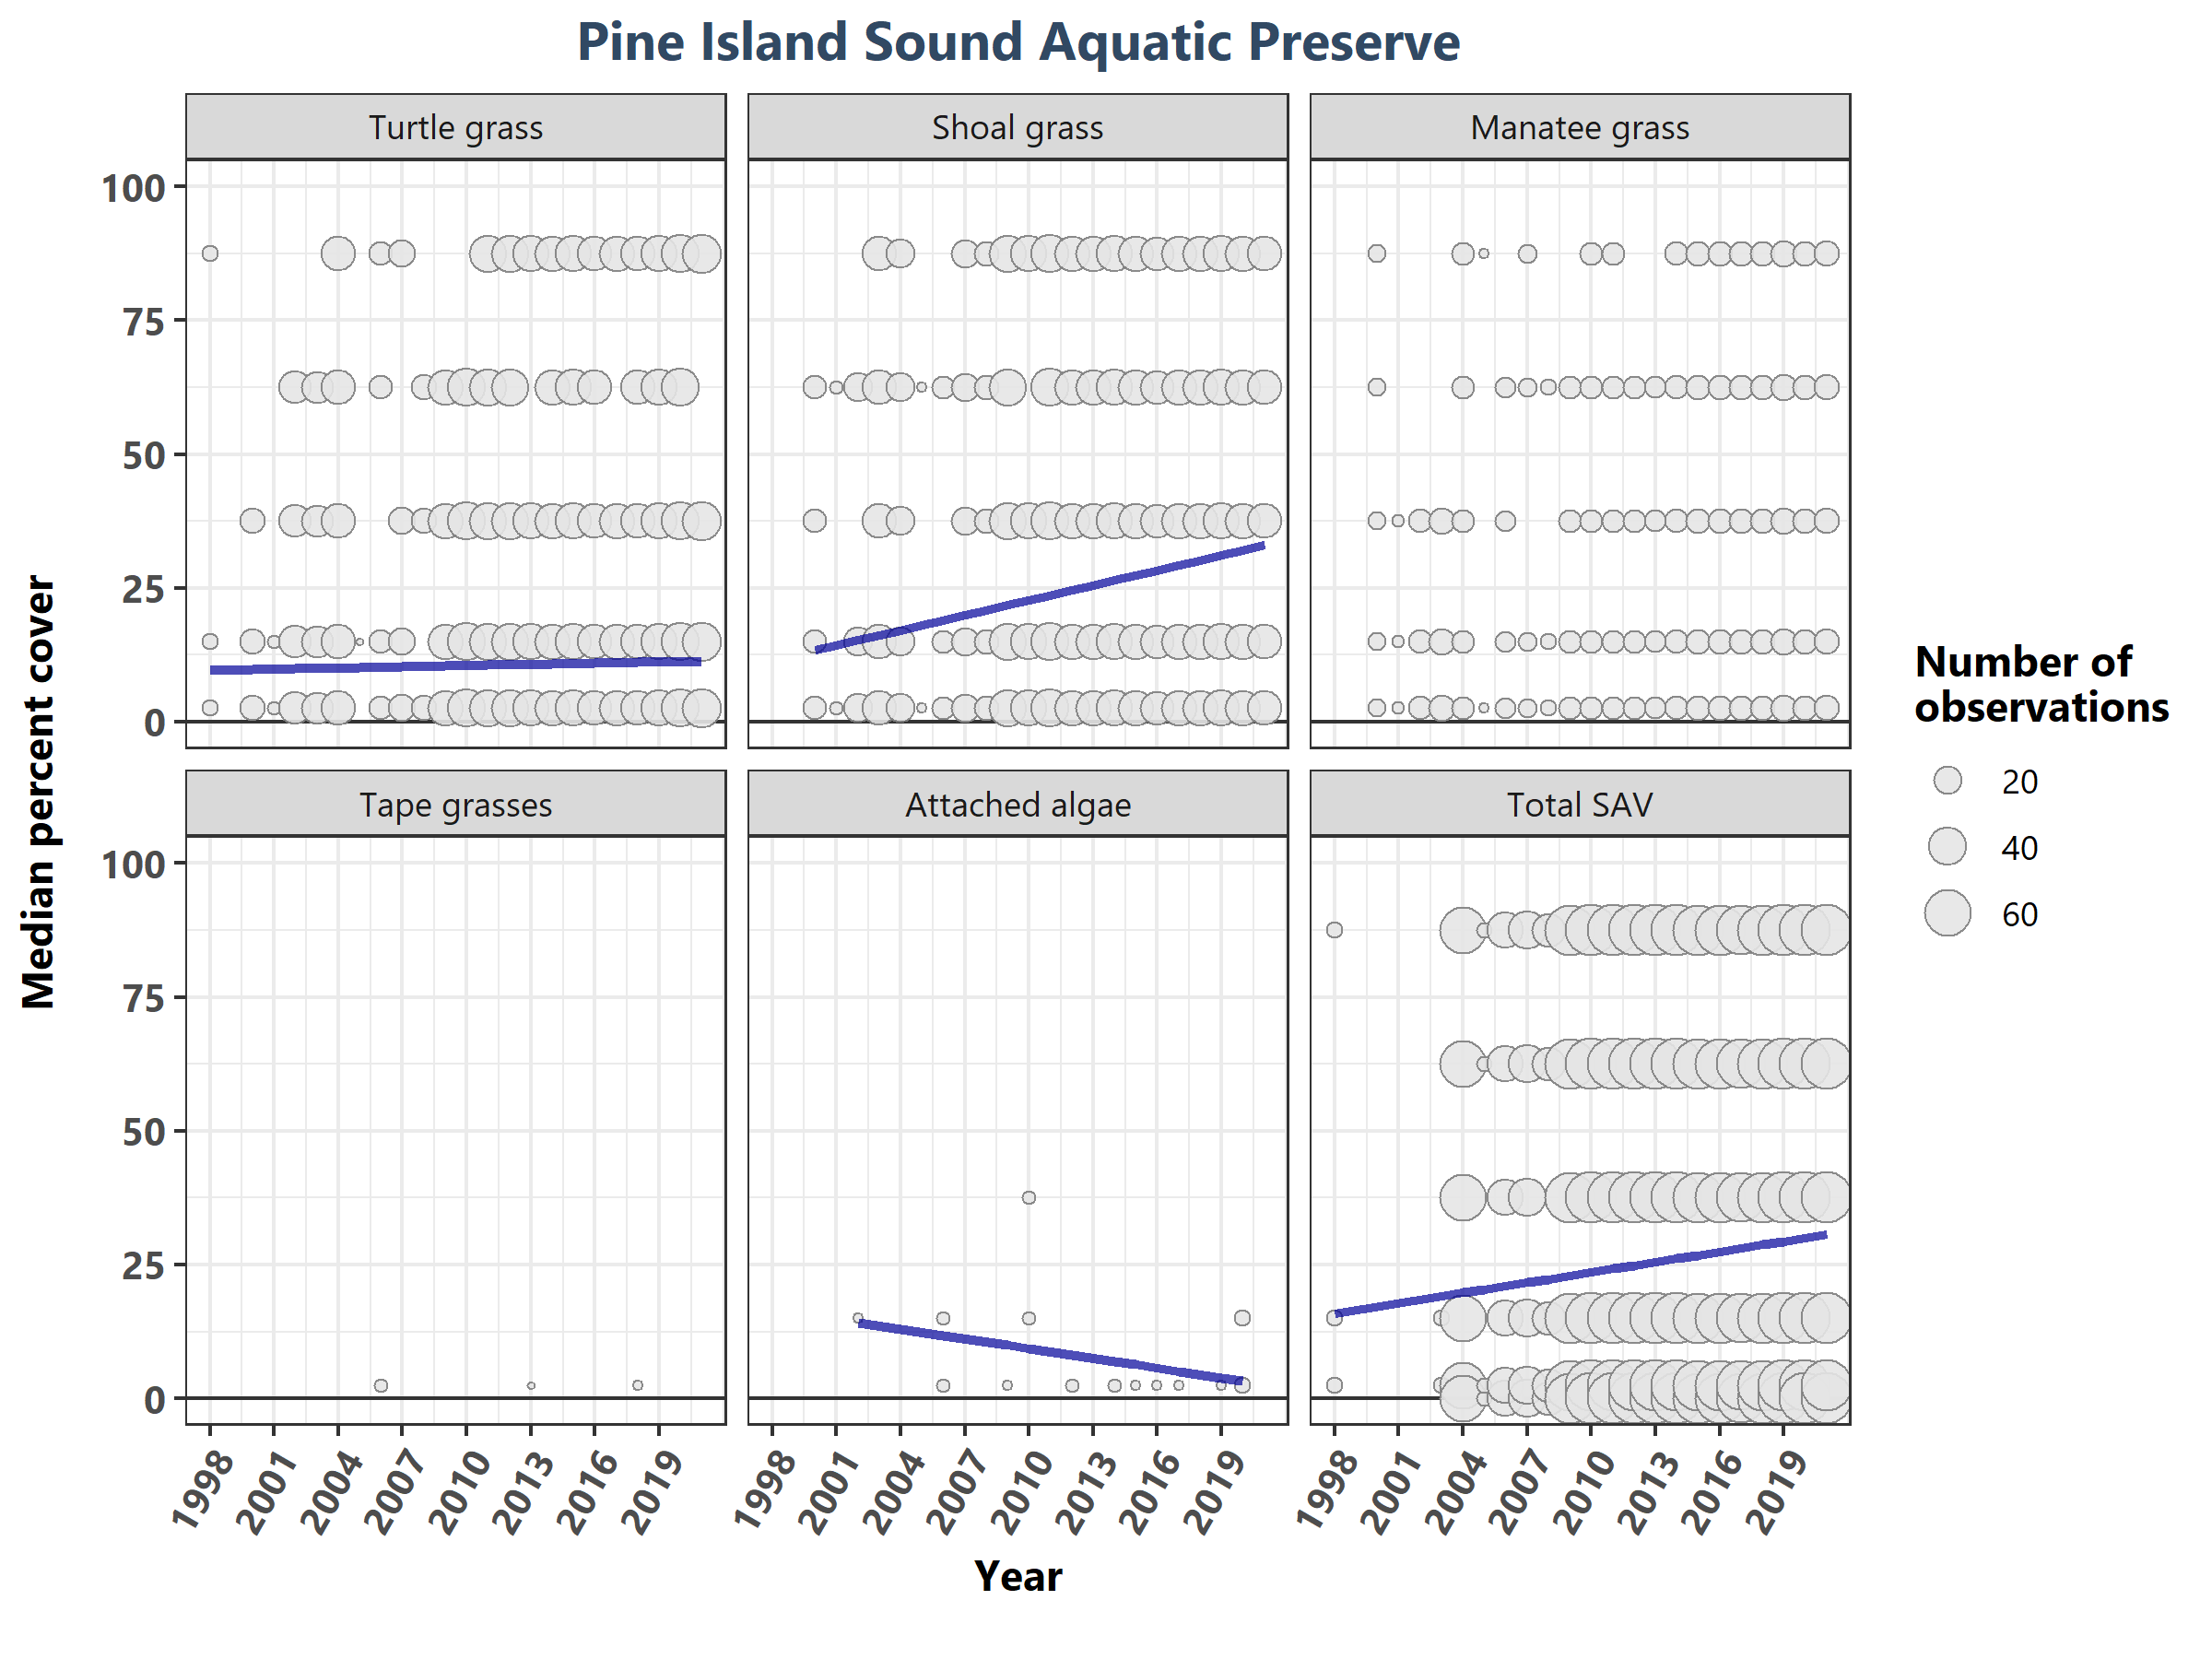 Pine Island Sound Aquatic Preserve
Turtle grass
Shoal grass
Manatee grass
100
75
50
25
0
Tape grasses
Attached algae
Total SAV
100
75
50
25
0
Median percent cover
1998 2001 2004 2007 2010 2013 2016 2019
1998 2001 2004 2007 2010 2013 2016 2019
1998 2001 2004 2007 2010 2013 2016 2019
Year
Number of
observations
20
40
60